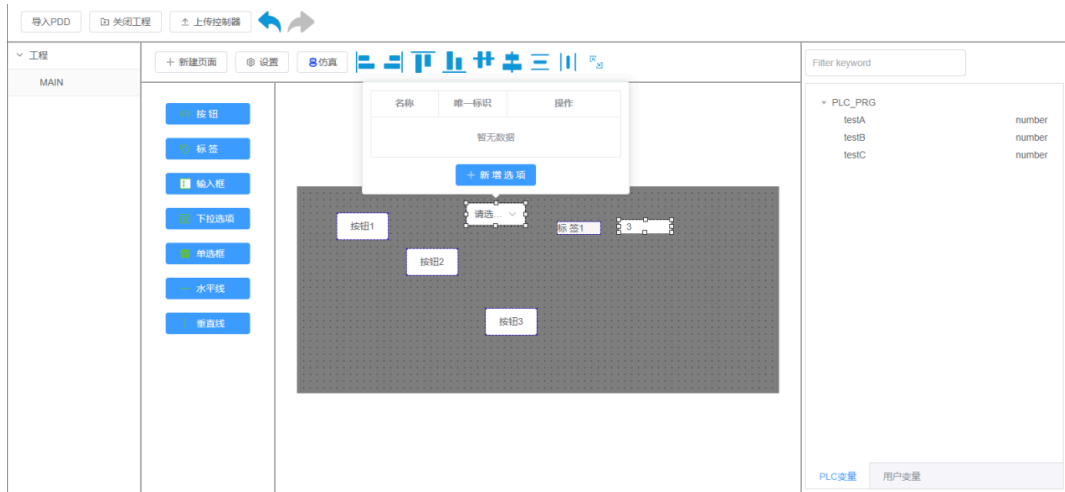 导入PDD
关闭工程
上传控制器
工程
MAIN
新建页面
设置
仿真
Filter keyword
按钮
标签
输入框
下拉选项
单选框
水平线
垂直线
名称
唯一标识
操作
暂无数据
新增选项
按钮1
请选...
标签1
3
按钮2
按钮3
PLC_PRG
testA number
testB number
testC number
PLC变量
用户变量